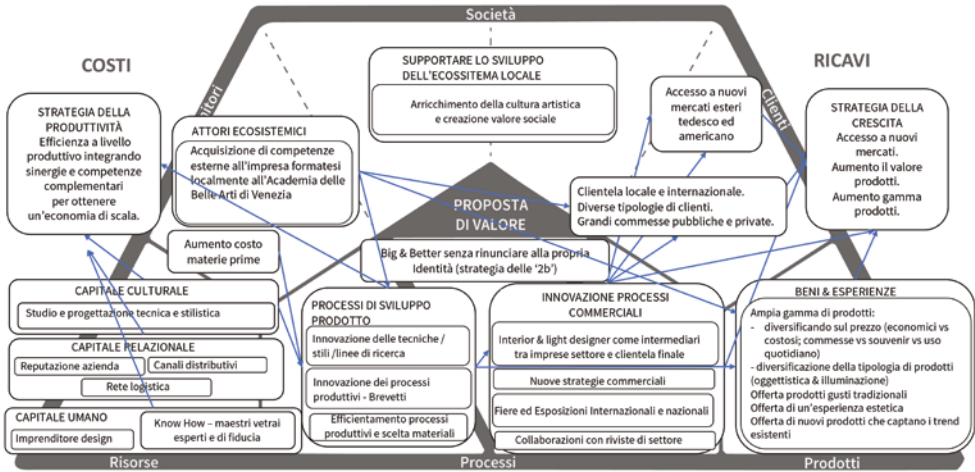 Società
COSTI
RICAVI
Clienti
SUPPORTARE LO SVILUPPO
DELL'ECOSSITEMA LOCALE
Arricchimento della cultura artistica
e creazione valore sociale
STRATEGIA DELLA
PRODUTTIVITÀ
Efficienza a livello
produttivo integrando
sinergie e competenze
complementari
per ottenere
un'economia di scala.
ATTORI ECOSISTEMICI
Acquisizione di competenze
esterne all'impresa formatesi
localmente all'Academia delle
Belle Arti di Venezia
Accesso a nuovi
mercati esteri
tedesco ed
americano
STRATEGIA DELLA
CRESCITA
Accesso a nuovi
mercati.
Aumento il valore
prodotti.
Aumento gamma
prodotti.
Clientela locale e internazionale.
Diverse tipologie di clienti.
Grandi commesse pubbliche e private.
PROPOSTA
DI VALORE
Big & Better senza rinunciare alla propria
Identità (strategia delle '2b')
Aumento costo
materie prime
CAPITALE CULTURALE
Studio e progettazione tecnica e stilistica
CAPITALE RELAZIONALE
Reputazione azienda
Canali distributivi
Rete logistica
CAPITALE UMANO
Imprenditore design
Know How – maestri vetrai
esperti e di fiducia
PROCESSI DI SVILUPPO
PRODOTTO
Innovazione delle tecniche /
stili /linee di ricerca
Innovazione dei processi
produttivi - Brevetti
Efficientamento processi
produttivi e scelta materiali
INNOVAZIONE PROCESSI
COMMERCIALI
Interior & light designer come intermediari
tra imprese settore e clientela finale
Nuove strategie commerciali
Fiere ed Esposizioni Internazionali e nazionali
Collaborazioni con riviste di settore
BENI & ESPERIENZE
Ampia gamma di prodotti:
- diversificando sul prezzo (economici vs
costosi; commesse vs souvenir vs uso
quotidiano)
- diversificazione della tipologia di prodotti
(oggettistica & illuminazione)
Offerta prodotti gusti tradizionali
Offerta di un'esperienza estetica
Offerta di nuovi prodotti che captano i trend
esistenti
Risorse
Processi
Prodotti